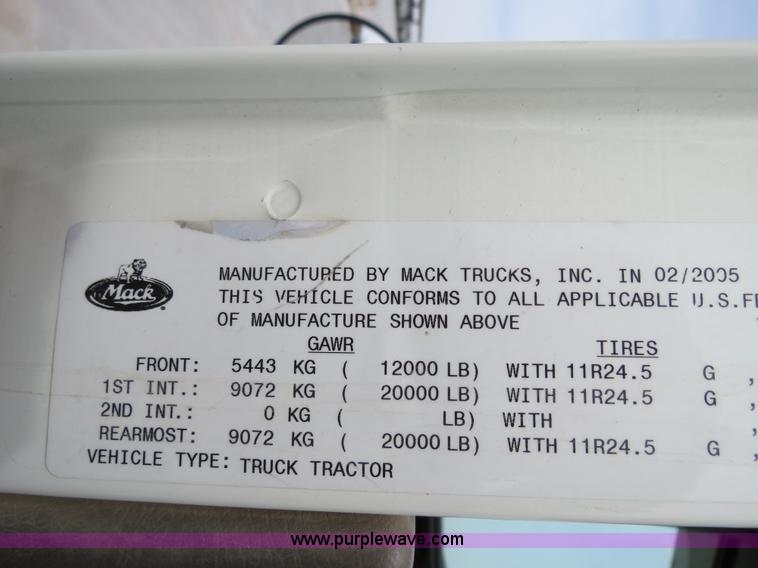 MANUFACTURED BY MACK TRUCKS, INC. IN 02/2005
Mack
THIS VEHICLE CONFORMS TO ALL APPLICABLE U.S.FE
OF MANUFACTURE SHOWN ABOVE
GAWR TIRES
FRONT: 5443 KG ( 12000 LB) WITH 11R24.5 G ,
1ST INT.: 9072 KG ( 20000 LB) WITH 11R24.5 G ,
2ND INT.: 0 KG ( LB) WITH ,
REARMOST: 9072 KG ( 20000 LB) WITH 11R24.5 G ,
VEHICLE TYPE: TRUCK TRACTOR
www.purplewave.com